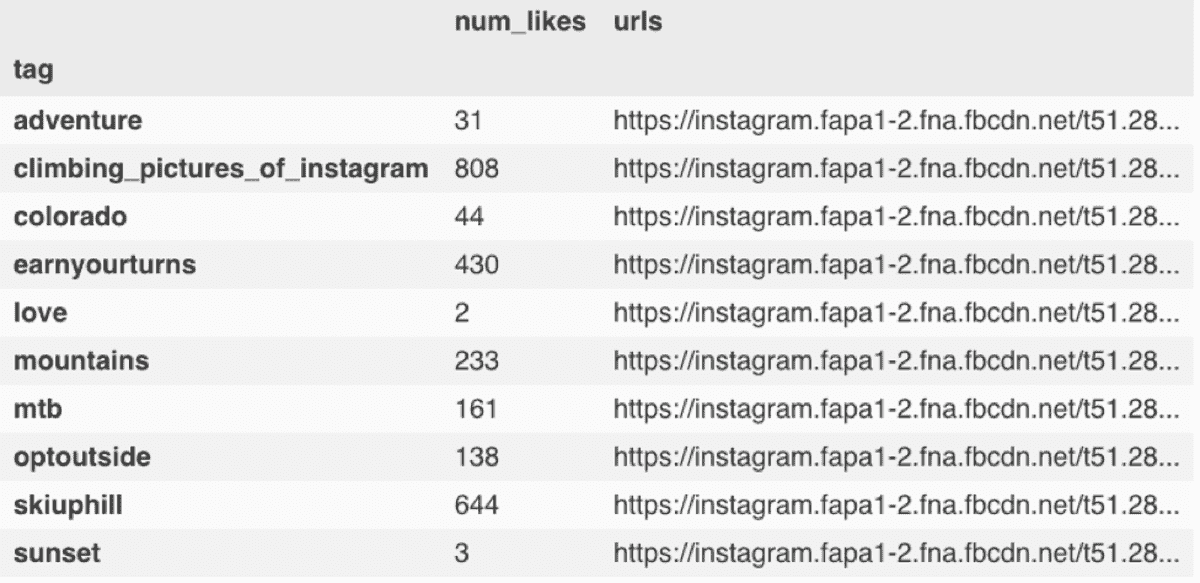 num_likes urls
tag
adventure 31 https://instagram.fapa1-2.fna.fbcdn.net/t51.28...
climbing_pictures_of_instagram 808 https://instagram.fapa1-2.fna.fbcdn.net/t51.28...
colorado 44 https://instagram.fapa1-2.fna.fbcdn.net/t51.28...
earnyourturns 430 https://instagram.fapa1-2.fna.fbcdn.net/t51.28...
love 2 https://instagram.fapa1-2.fna.fbcdn.net/t51.28...
mountains 233 https://instagram.fapa1-2.fna.fbcdn.net/t51.28...
mtb 161 https://instagram.fapa1-2.fna.fbcdn.net/t51.28...
optoutside 138 https://instagram.fapa1-2.fna.fbcdn.net/t51.28...
skiuphill 644 https://instagram.fapa1-2.fna.fbcdn.net/t51.28...
sunset 3 https://instagram.fapa1-2.fna.fbcdn.net/t51.28...